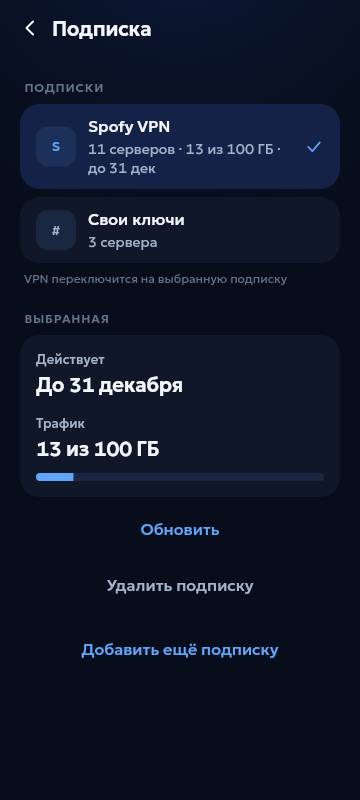 Подписка
ПОДПИСКИ
S
Spofy VPN
11 серверов · 13 из 100 ГБ ·
до 31 дек
#
Свои ключи
3 сервера
VPN переключится на выбранную подписку
ВЫБРАННАЯ
Действует
До 31 декабря
Трафик
13 из 100 ГБ
Обновить
Удалить подписку
Добавить ещё подписку